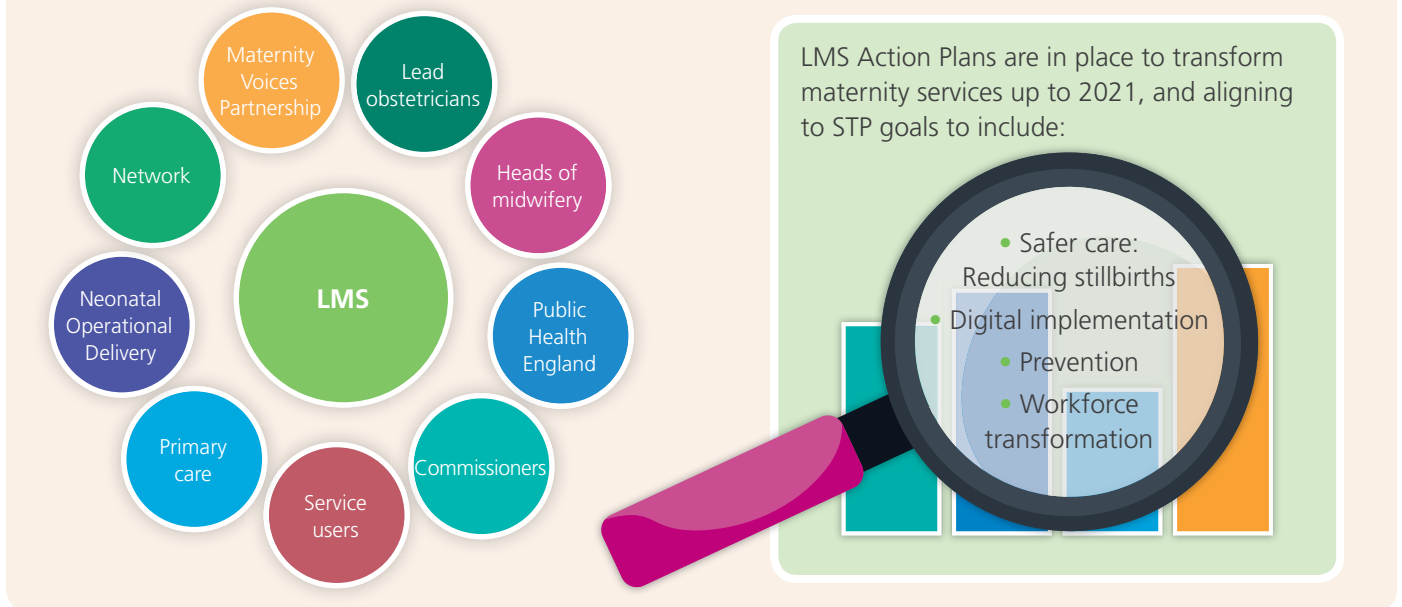 Maternity
Voices
Partnership
Lead
obstetricians
Heads of
midwifery
Public
Health
England
Commissioners
Service
users
Primary
care
Neonatal
Operational
Delivery
Network
LMS
LMS Action Plans are in place to transform
maternity services up to 2021, and aligning
to STP goals to include:
• Safer care:
Reducing stillbirths
• Digital implementation
• Prevention
• Workforce
transformation